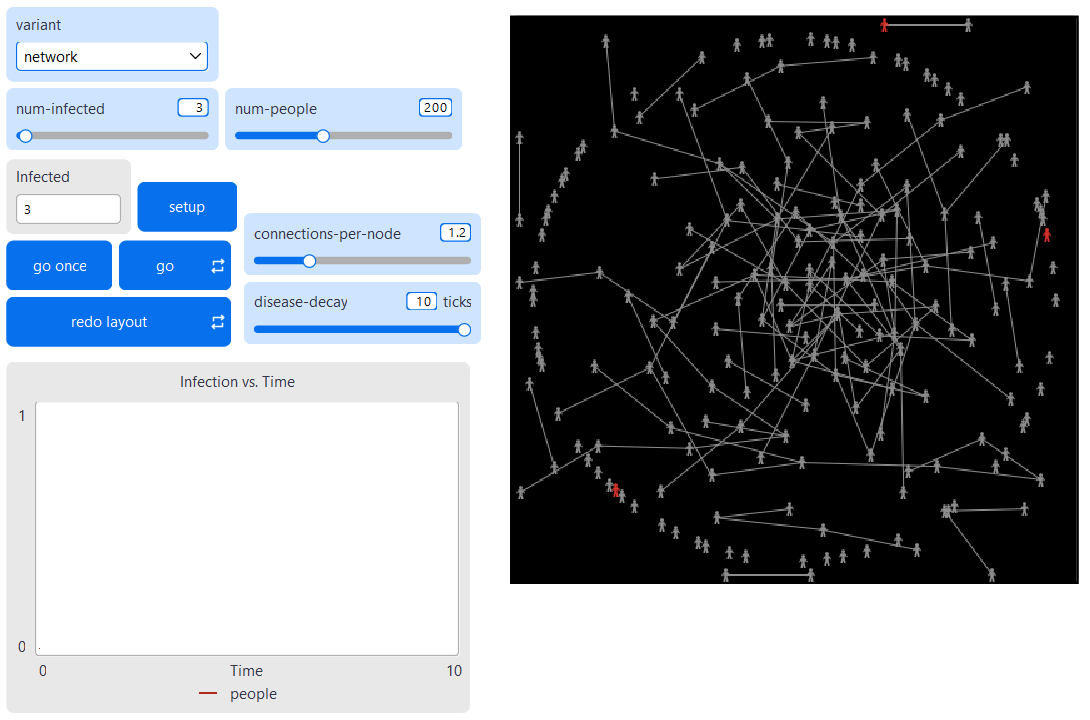 variant
network
num-infected 3
num-people 200
Infected
3
setup
connections-per-node 1.2
go once
go
disease-decay 10 ticks
redo layout
Infection vs. Time
1
0
0 Time 10
people